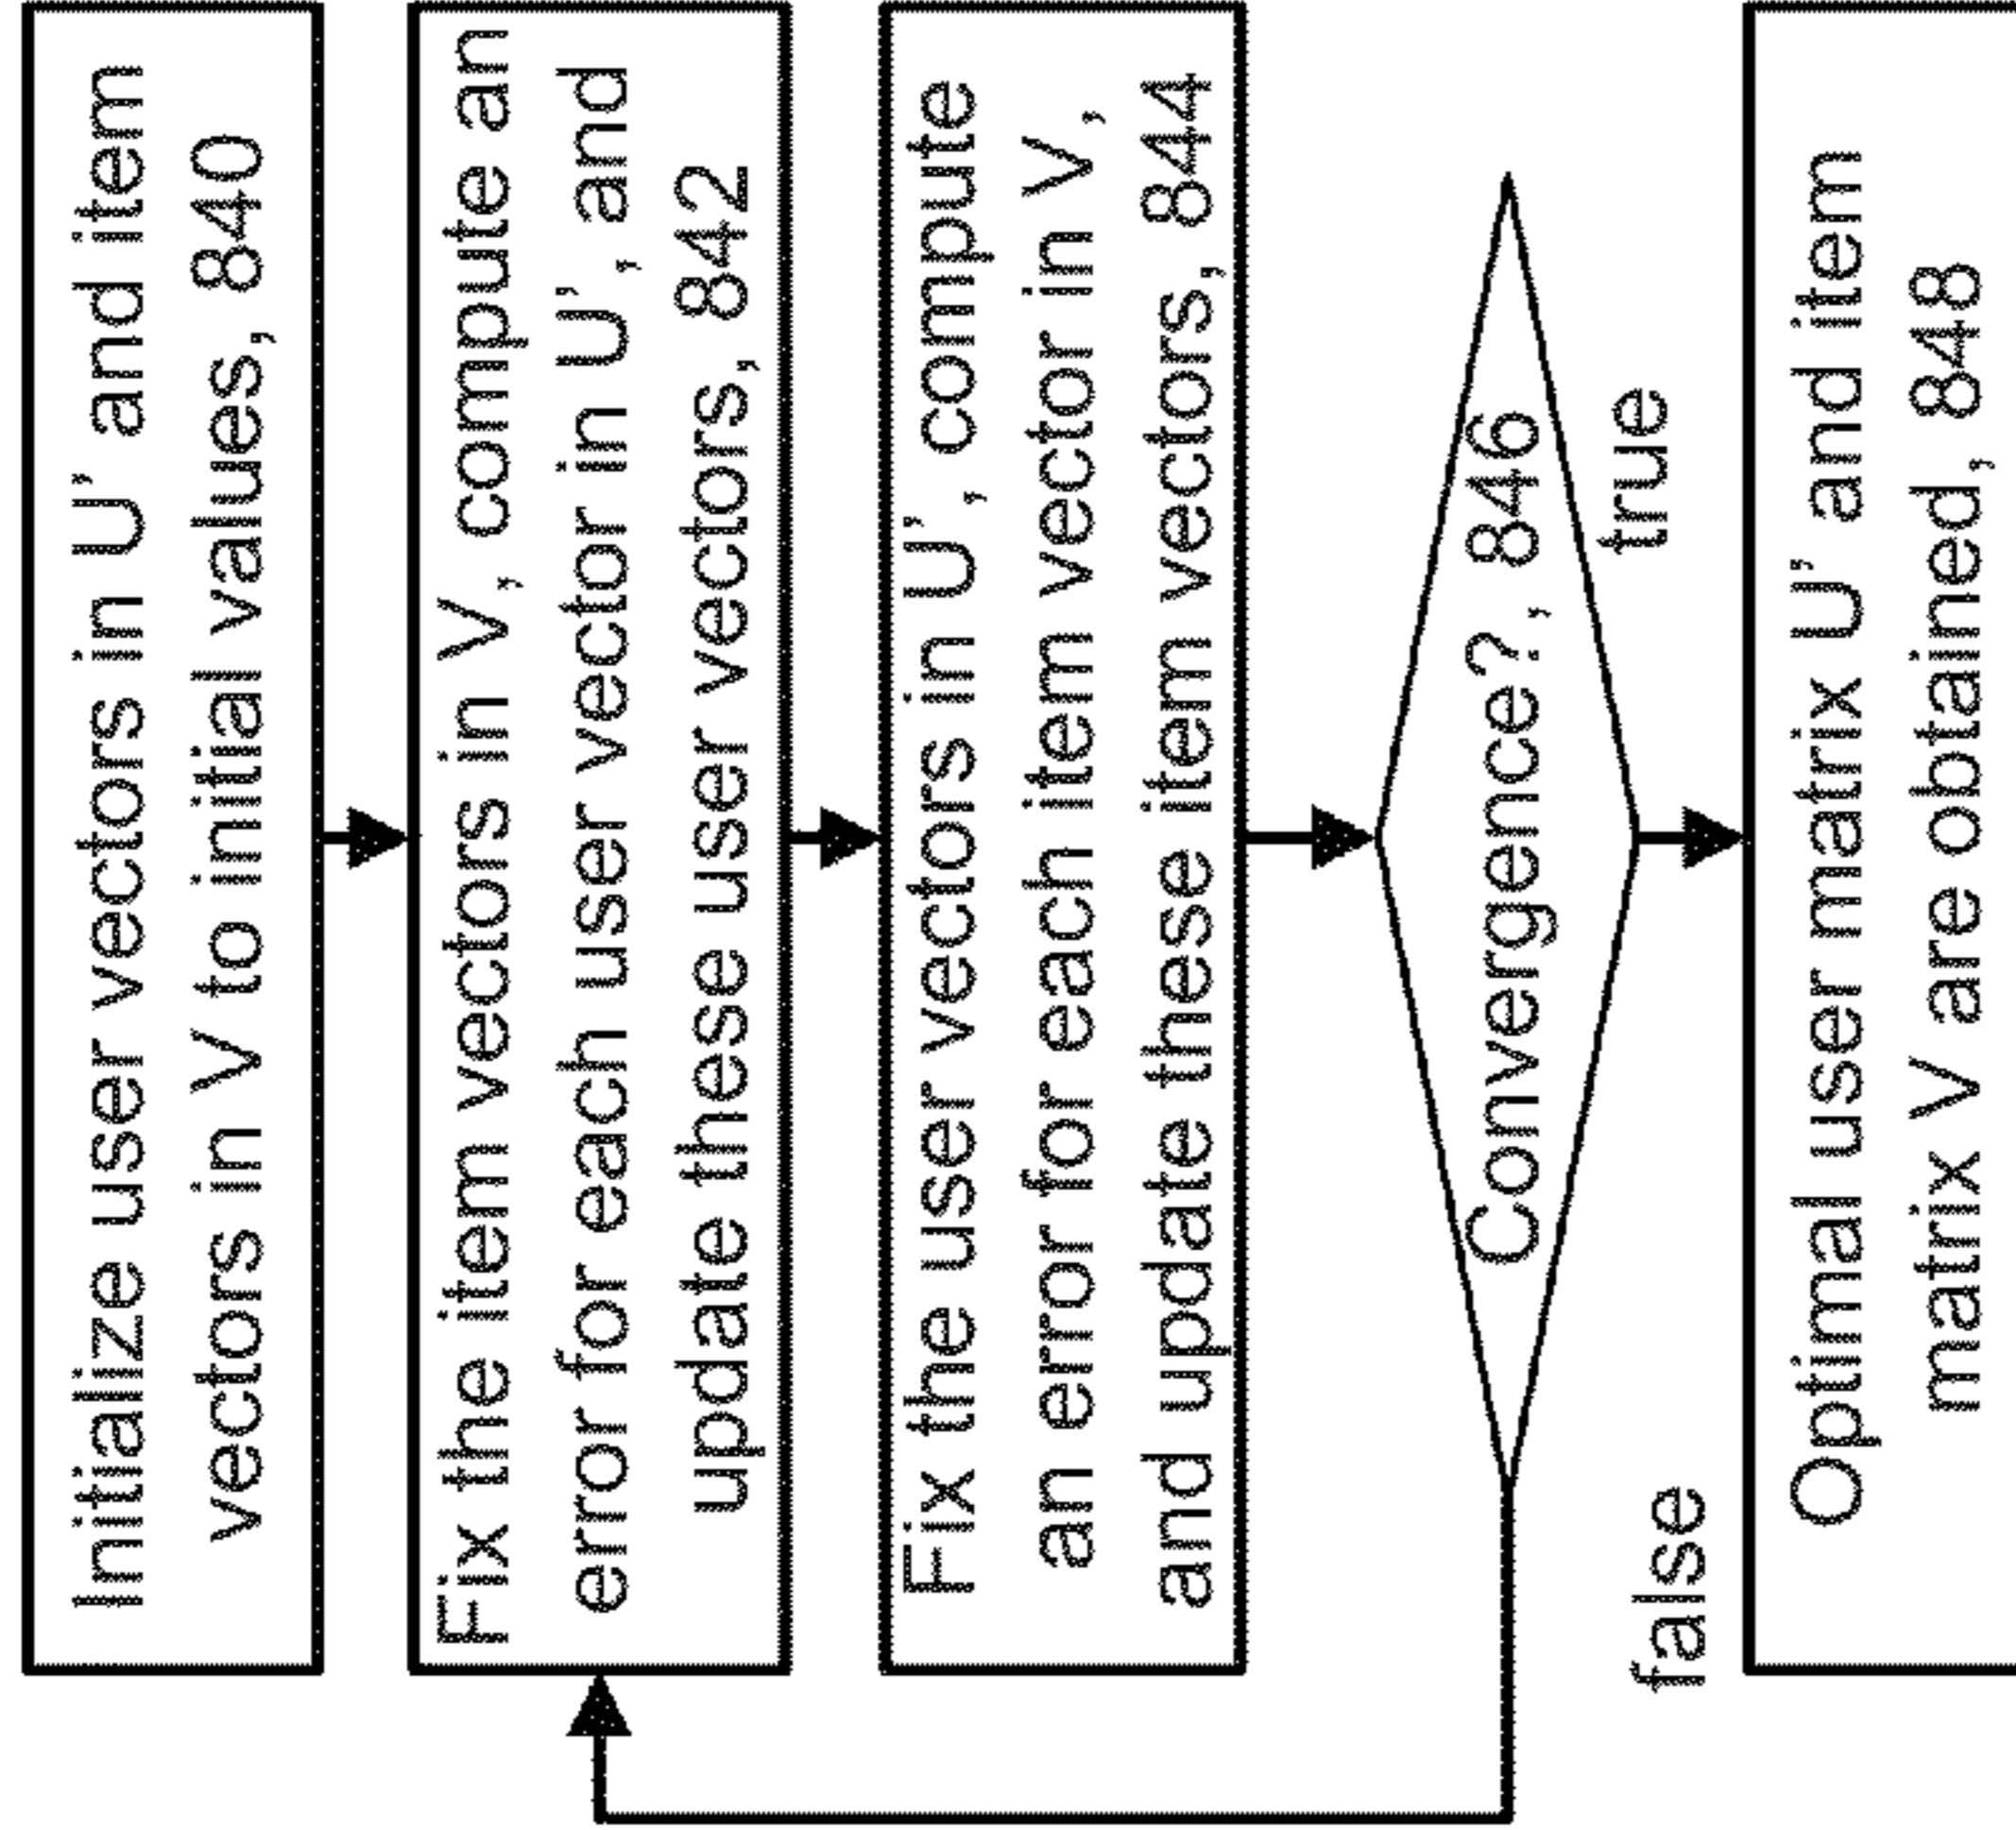 Initialize user vectors in U' and item
vectors in V to initial values, 840
Fix the item vectors in V, compute an
error for each user vector in U', and
update these user vectors, 842
Fix the user vectors in U', compute
an error for each item vector in V,
and update these item vectors, 844
Convergence?, 846
true
false
Optimal user matrix U' and item
matrix V are obtained, 848